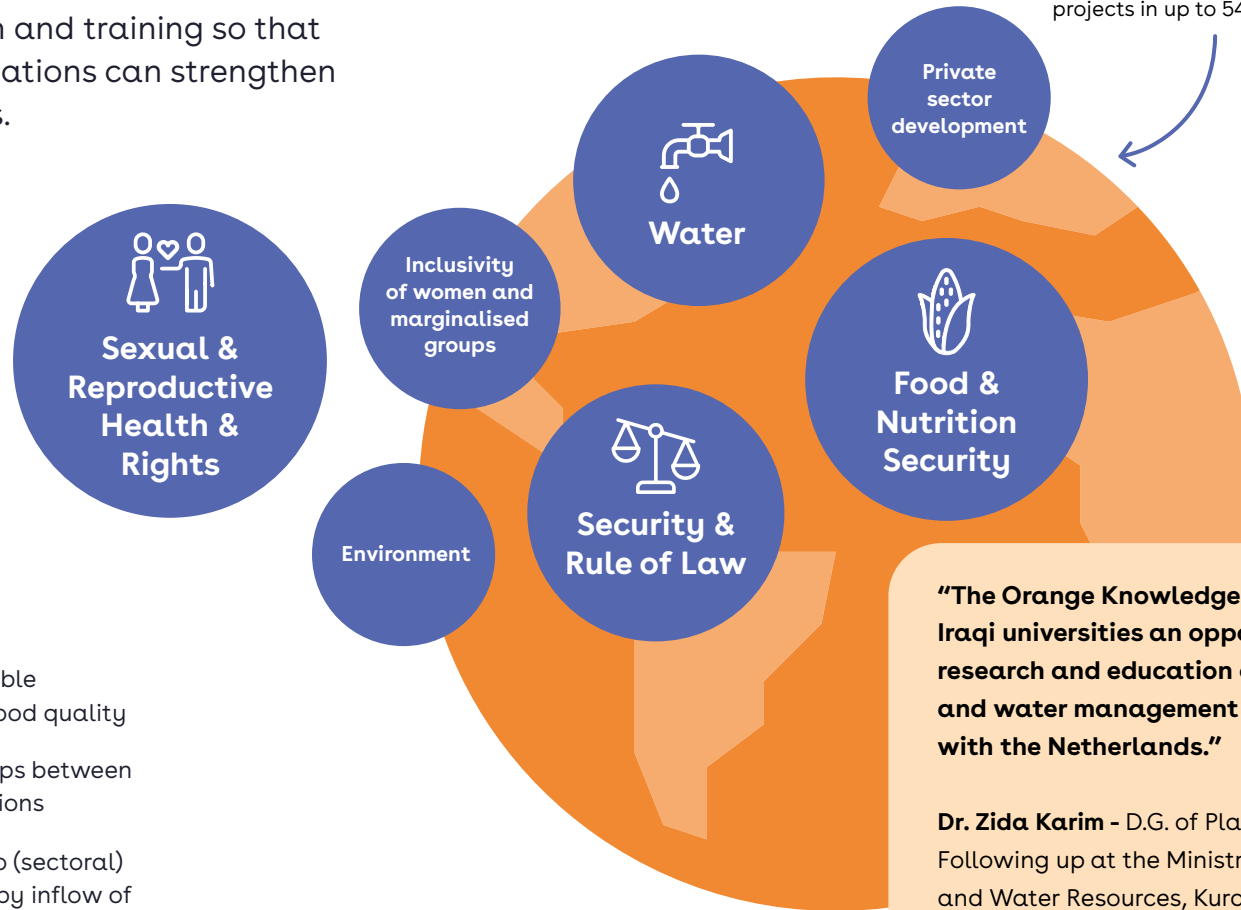 n and training so that
ations can strengthen
s.
projects in up to 54
Private
sector
development
Water
Inclusivity
of women and
marginalised
groups
Sexual &
Reproductive
Health &
Rights
Food &
Nutrition
Security
Security &
Rule of Law
Environment
ble
ood quality
ps between
ions
o (sectoral)
by inflow of
“The Orange Knowledge
Iraqi universities an oppo
research and education
and water management
with the Netherlands.”
Dr. Zida Karim - D.G. of Pla
Following up at the Ministr
and Water Resources, Kurd